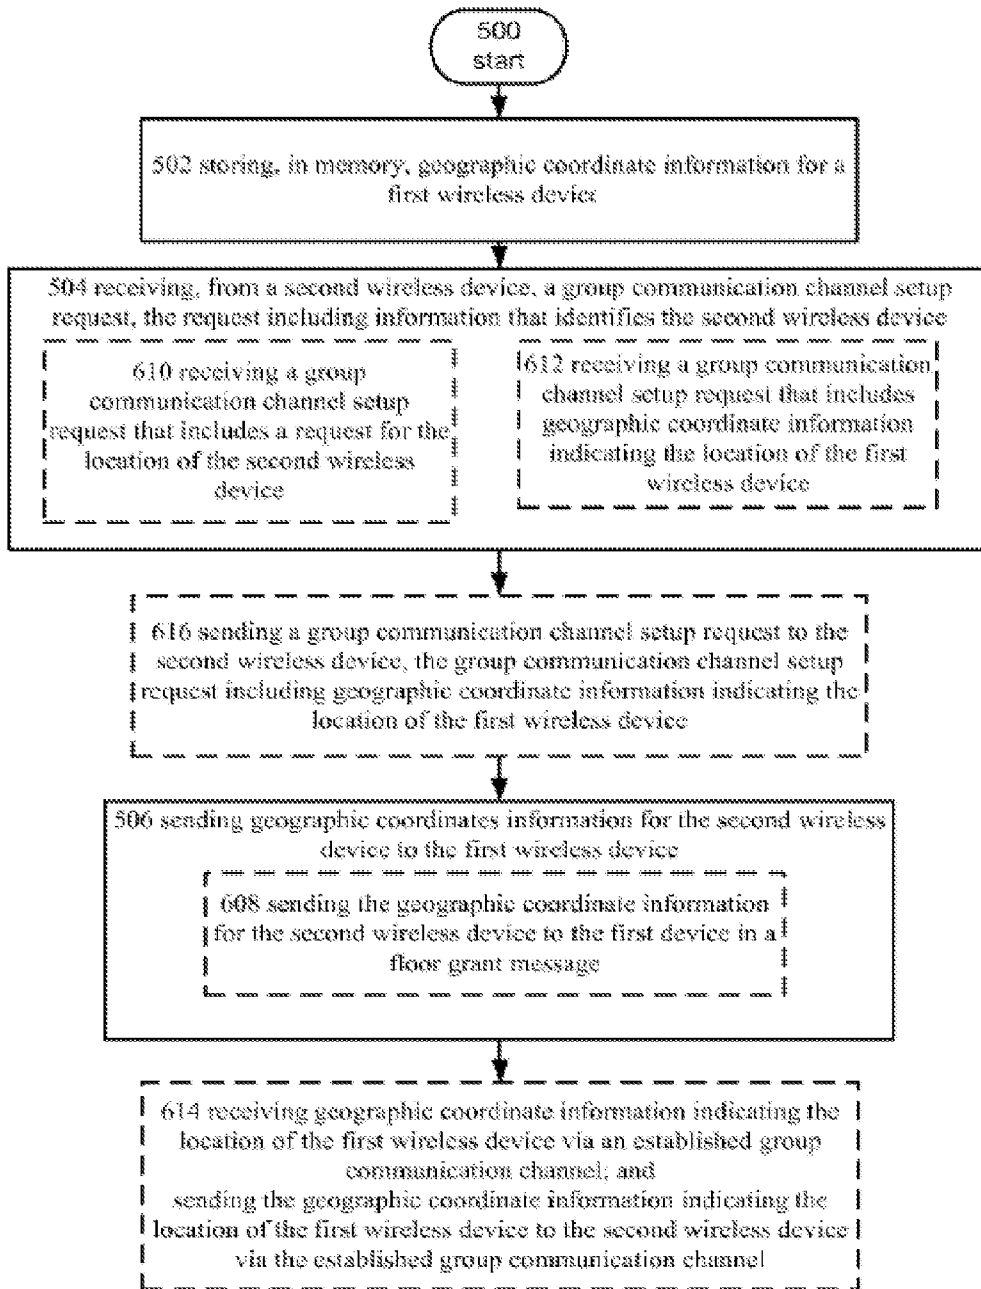 500
start
502 storing, in memory, geographic coordinate information for a
first wireless device
504 receiving, from a second wireless device, a group communication channel setup
request, the request including information that identifies the second wireless device
610 receiving a group
communication channel setup
request that includes a request for the
location of the second wireless
device
612 receiving a group communication
channel setup request that includes
geographic coordinate information
indicating the location of the first
wireless device
616 sending a group communication channel setup request to the
second wireless device, the group communication channel setup
request including geographic coordinate information indicating the
location of the first wireless device
506 sending geographic coordinates information for the second wireless
device to the first wireless device
608 sending the geographic coordinate information
for the second wireless device to the first device in a
floor grant message
614 receiving geographic coordinate information indicating the
location of the first wireless device via an established group
communication channel; and
sending the geographic coordinate information indicating the
location of the first wireless device to the second wireless device
via the established group communication channel